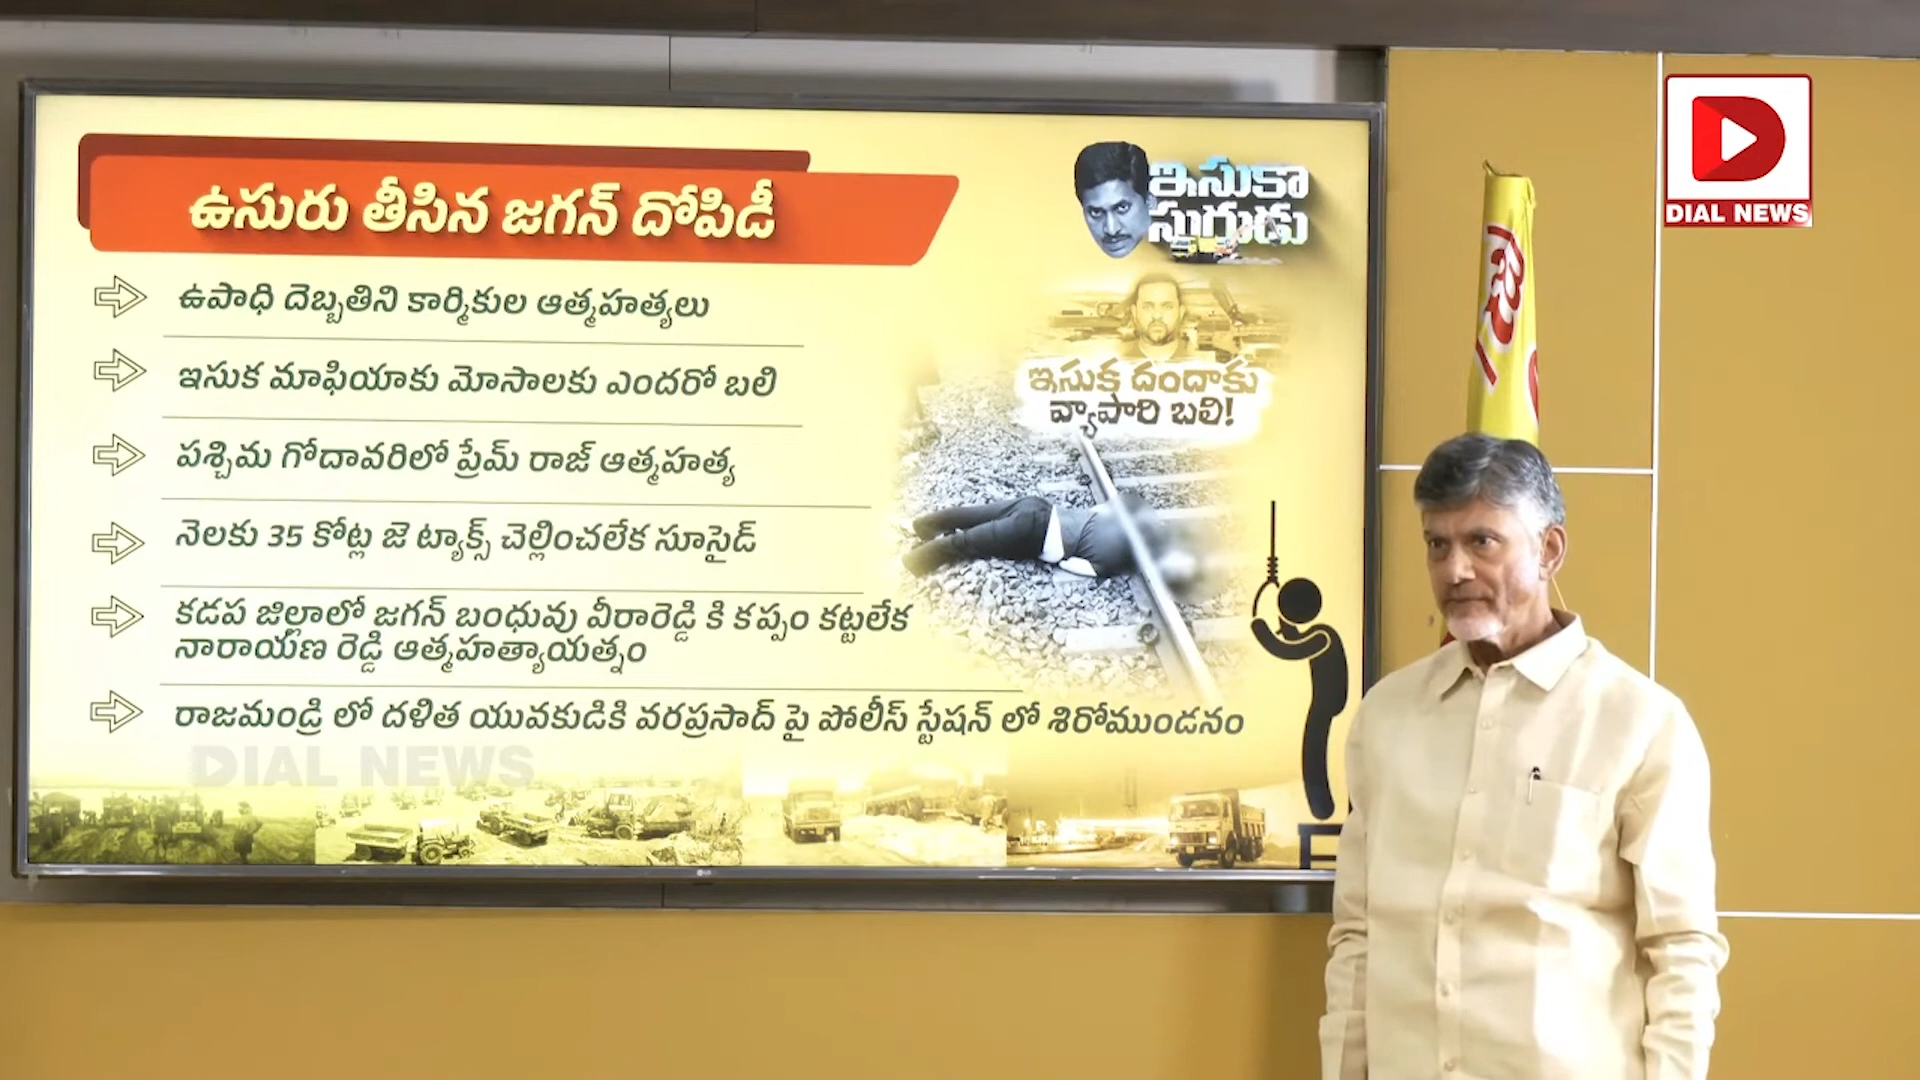 DIAL NEWS
ఉసురు తీసిన జగన్ దోపిడీ
ఇసుకా
సురుడు
ఉపాధి దెబ్బతిని కార్మికుల ఆత్మహత్యలు
ఇసుక మాఫియాకు మోసాలకు ఎందరో బలి
ఇసుక దందాకు
వ్యాపారి బలి!
పశ్చిమ గోదావరిలో ప్రేమ్ రాజ్ ఆత్మహత్య
నెలకు 35 కోట్ల జె ట్యాక్స్ చెల్లించలేక సూసైడ్
కడప జిల్లాలో జగన్ బంధువు వీరారెడ్డి కి కప్పం కట్టలేక
నారాయణ రెడ్డి ఆత్మహత్యాయత్నం
రాజమండ్రి లో దళిత యువకుడికి వరప్రసాద్ పై పోలీస్ స్టేషన్ లో శిరోముండనం
DIAL NEWS
LG